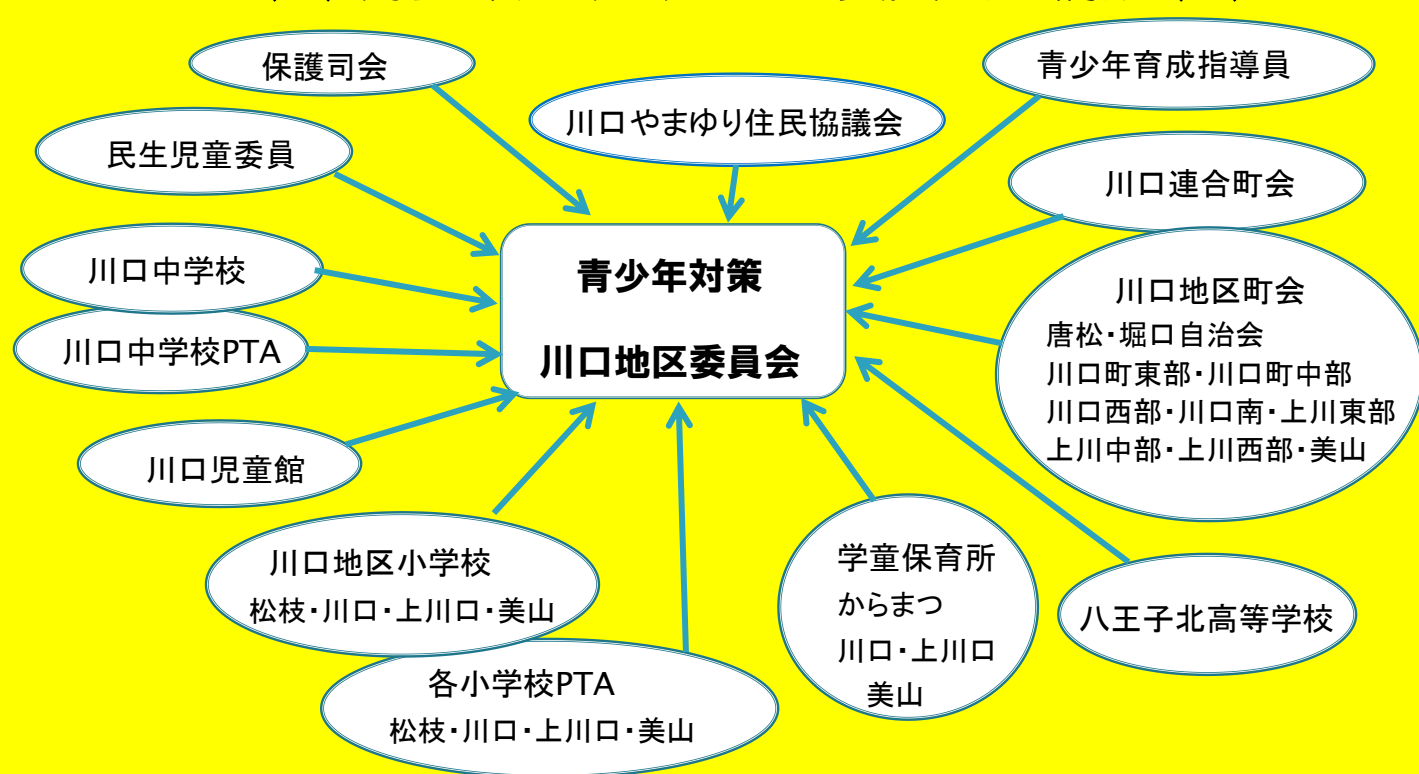 保護司会
青少年育成指導員
川口やまゆり住民協議会
民生児童委員
川口連合町会
川口中学校
青少年対策
川口地区委員会
川口地区町会
唐松・堀口自治会
川口町東部・川口町中部
川口西部・川口南・上川東部
上川中部・上川西部・美山
川口中学校PTA
川口児童館
川口地区小学校
松枝・川口・上川口・美山
学童保育所
からまつ
川口・上川口
美山
八王子北高等学校
各小学校PTA
松枝・川口・上川口・美山